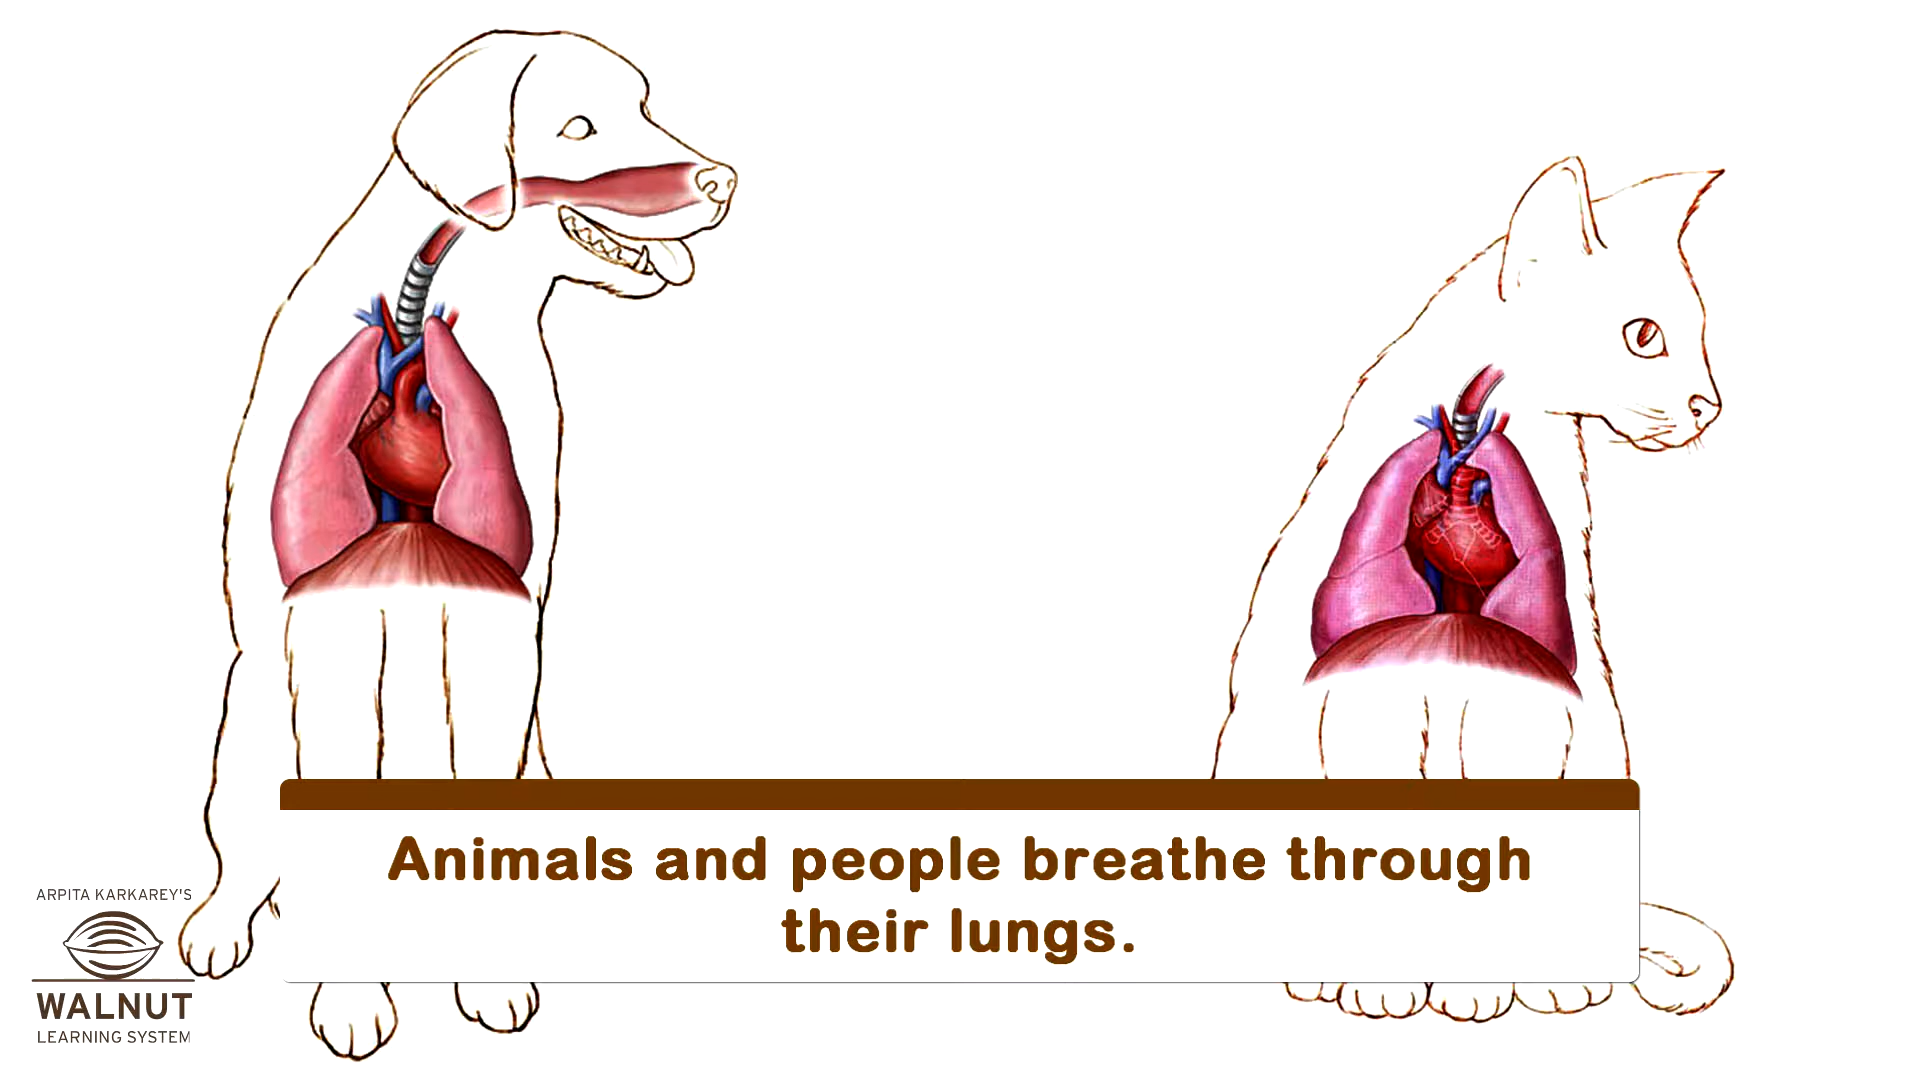 Animals and people breathe through
their lungs.
ARPITA KARKAREY'S
WALNUT
LEARNING SYSTEM